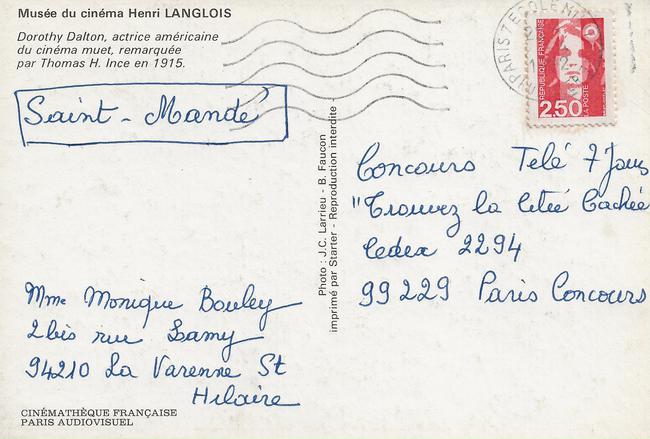 Musée du cinéma Henri LANGLOIS
Dorothy Dalton, actrice américaine
du cinéma muet, remarquée
par Thomas H. Ince en 1915.
Saint-Mandé
Mme Monique Bouley
2bis rue Lamy
94210 La Varenne St
Hilaire
CINÉMATHÈQUE FRANÇAISE
PARIS AUDIOVISUEL
Photo : J.C. Larrieu - B. Faucon
imprimé par Starter - Reproduction interdite -
PARIS
RÉPUBLIQUE FRANÇAISE
2,50
LA POSTE
Concours Télé 7 Jours
"Trouvez la Cité Cachée
Cedex 2294
99229 Paris Concours